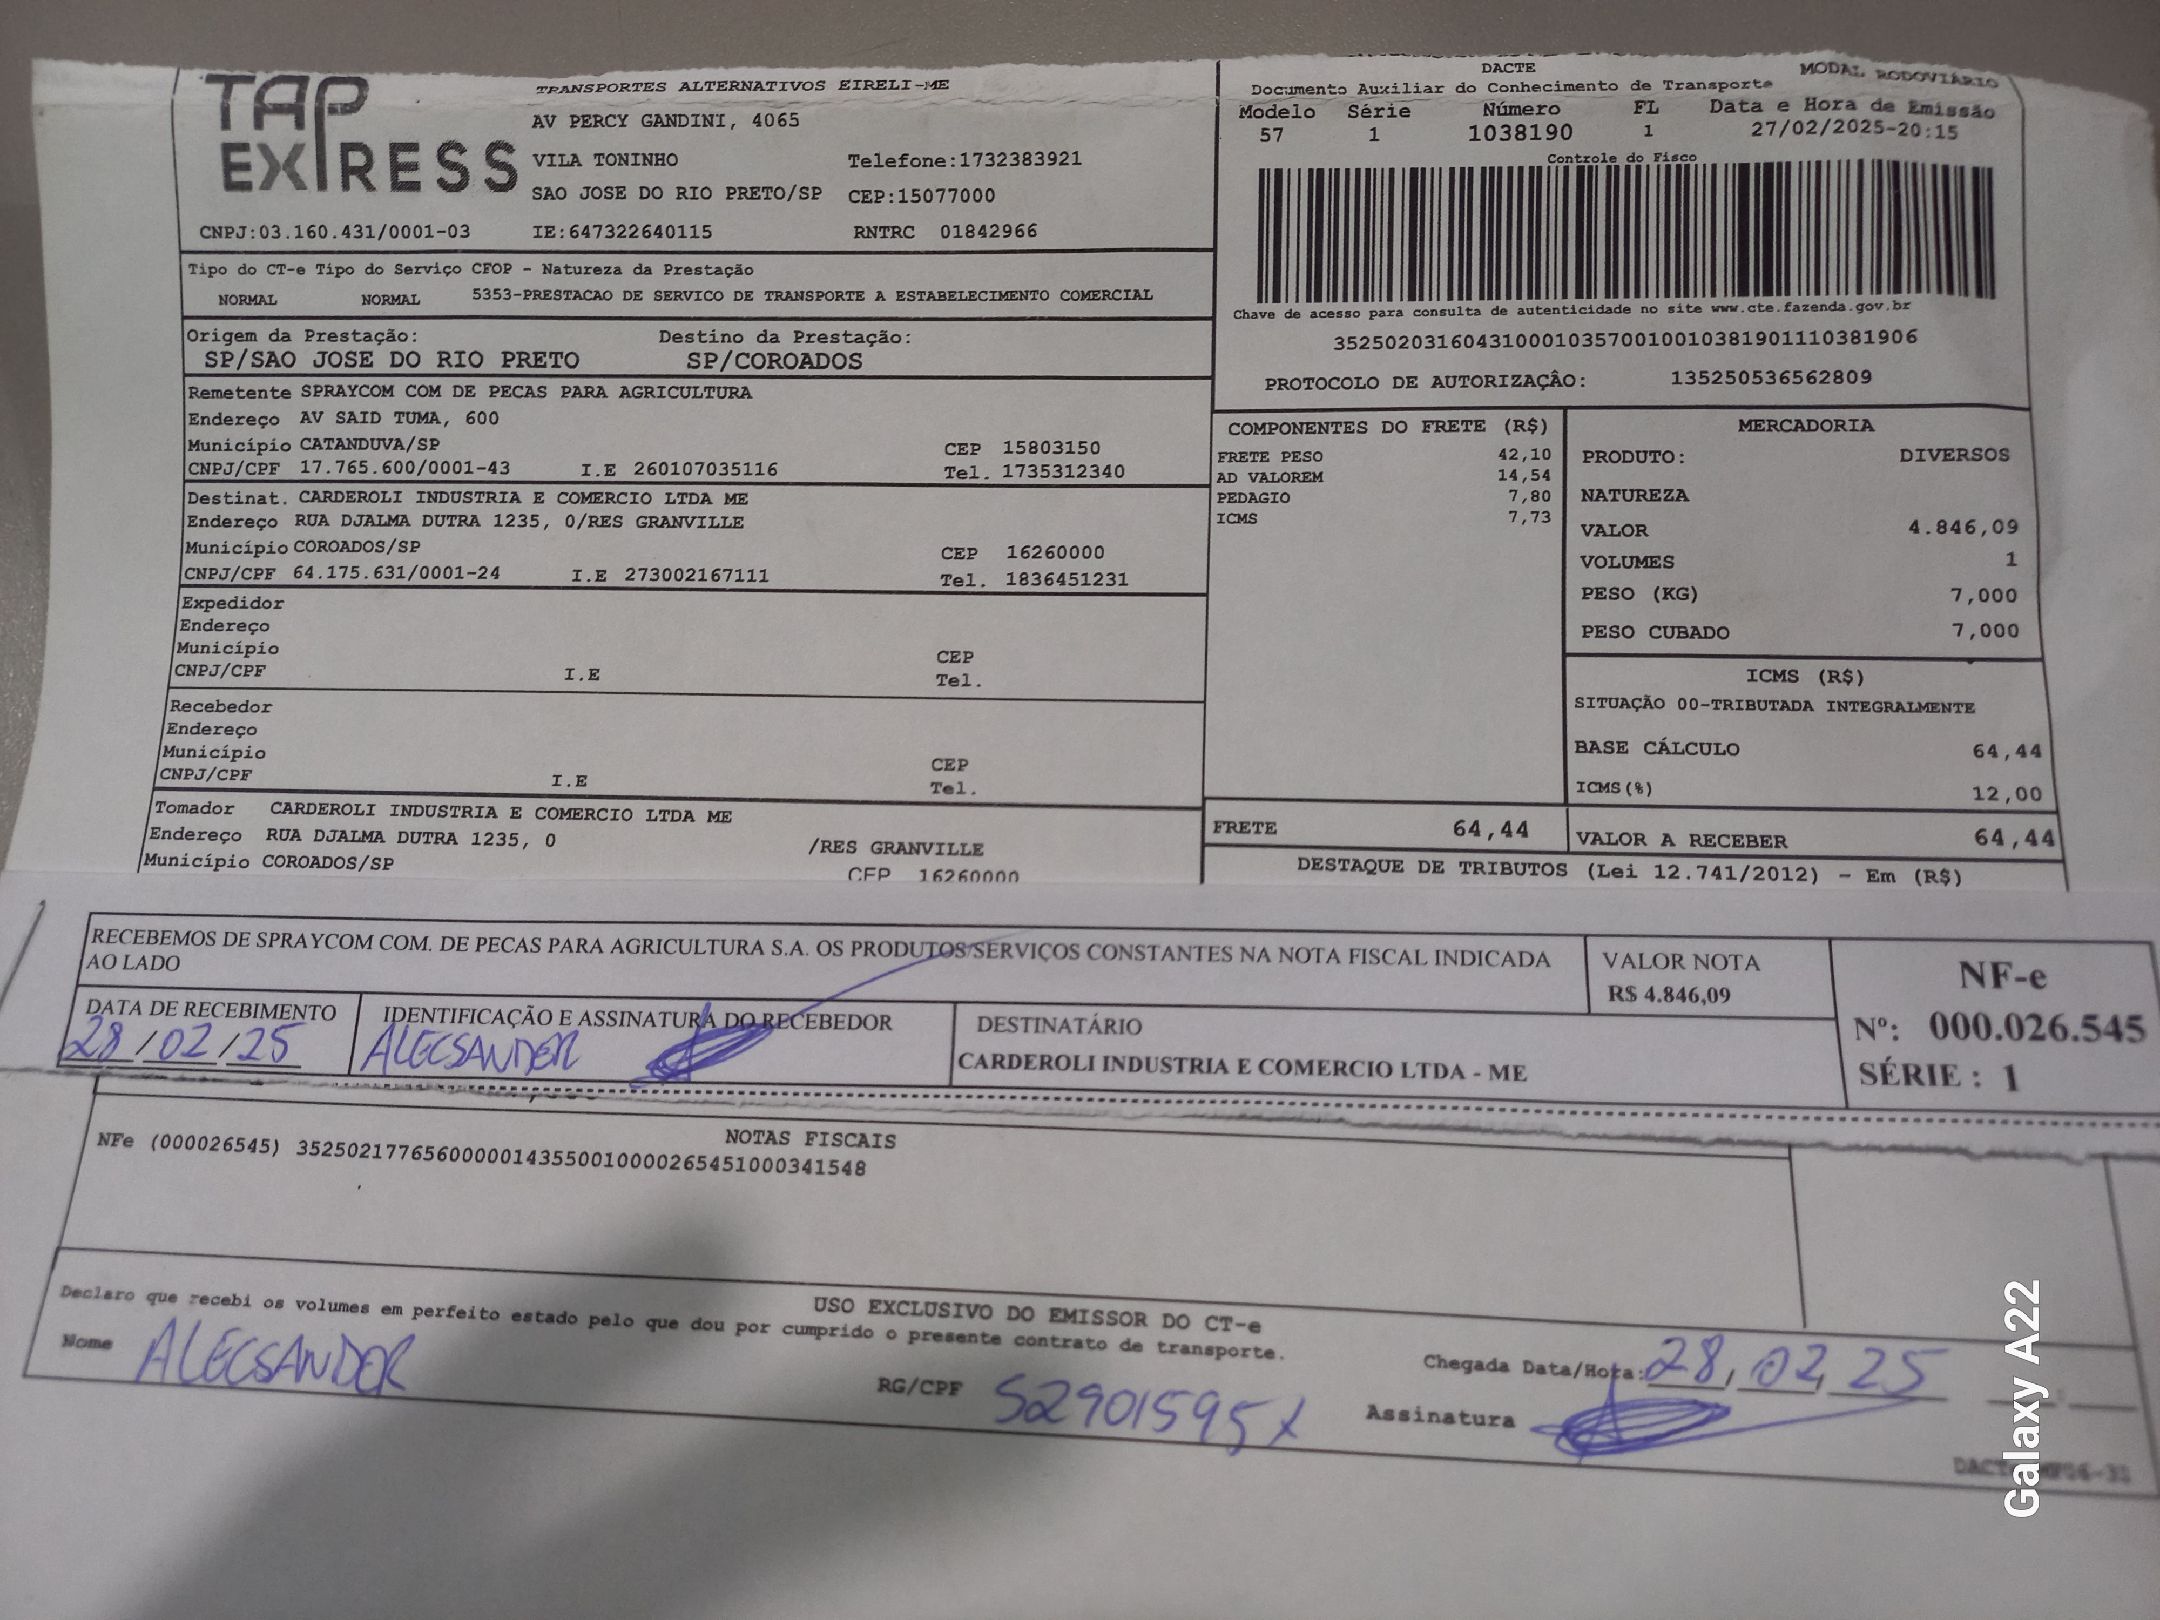 TAP
EXPRESS
TRANSPORTES ALTERNATIVOS EIRELI-ME
AV PERCY GANDINI, 4065
VILA TONINHO Telefone:1732383921
SAO JOSE DO RIO PRETO/SP CEP:15077000
CNPJ:03.160.431/0001-03 IE:647322640115 RNTRC 01842966
DACTE MODAL RODOVIÁRIO
Documento Auxiliar do Conhecimento de Transporte
Modelo Série Número FL Data e Hora de Emissão
57 1 1038190 1 27/02/2025-20:15
Controle do Fisco
Chave de acesso para consulta de autenticidade no site www.cte.fazenda.gov.br
35250203160431000103570010010381901110381906
PROTOCOLO DE AUTORIZAÇÂO: 135250536562809
Tipo do CT-e Tipo do Serviço CFOP - Natureza da Prestação
NORMAL NORMAL 5353-PRESTACAO DE SERVICO DE TRANSPORTE A ESTABELECIMENTO COMERCIAL
Origem da Prestação: Destino da Prestação:
SP/SAO JOSE DO RIO PRETO SP/COROADOS
Remetente SPRAYCOM COM DE PECAS PARA AGRICULTURA
Endereço AV SAID TUMA, 600
Município CATANDUVA/SP CEP 15803150
CNPJ/CPF 17.765.600/0001-43 I.E 260107035116 Tel. 1735312340
Destinat. CARDEROLI INDUSTRIA E COMERCIO LTDA ME
Endereço RUA DJALMA DUTRA 1235, 0/RES GRANVILLE
Município COROADOS/SP CEP 16260000
CNPJ/CPF 64.175.631/0001-24 I.E 273002167111 Tel. 1836451231
Expedidor
Endereço
Município CEP
CNPJ/CPF I.E Tel.
Recebedor
Endereço
Município CEP
CNPJ/CPF I.E Tel.
Tomador CARDEROLI INDUSTRIA E COMERCIO LTDA ME
Endereço RUA DJALMA DUTRA 1235, 0 /RES GRANVILLE
Município COROADOS/SP CEP 16260000
COMPONENTES DO FRETE (R$)
FRETE PESO 42,10
AD VALOREM 14,54
PEDAGIO 7,80
ICMS 7,73
FRETE 64,44
MERCADORIA
PRODUTO: DIVERSOS
NATUREZA
VALOR 4.846,09
VOLUMES 1
PESO (KG) 7,000
PESO CUBADO 7,000
ICMS (R$)
SITUAÇÃO 00-TRIBUTADA INTEGRALMENTE
BASE CÁLCULO 64,44
ICMS(%) 12,00
VALOR A RECEBER 64,44
DESTAQUE DE TRIBUTOS (Lei 12.741/2012) - Em (R$)
RECEBEMOS DE SPRAYCOM COM. DE PECAS PARA AGRICULTURA S.A. OS PRODUTOS/SERVIÇOS CONSTANTES NA NOTA FISCAL INDICADA
AO LADO
VALOR NOTA
R$ 4.846,09
NF-e
Nº: 000.026.545
SÉRIE : 1
DATA DE RECEBIMENTO
28/02/25
IDENTIFICAÇÃO E ASSINATURA DO RECEBEDOR
ALECSANDER
DESTINATÁRIO
CARDEROLI INDUSTRIA E COMERCIO LTDA - ME
NOTAS FISCAIS
NFe (000026545) 35250217765600000143550010000265451000341548
USO EXCLUSIVO DO EMISSOR DO CT-e
Declaro que recebi os volumes em perfeito estado pelo que dou por cumprido o presente contrato de transporte.
Nome ALECSANDER RG/CPF 52901595X
Chegada Data/Hora: 28/02/25
Assinatura
Galaxy A22